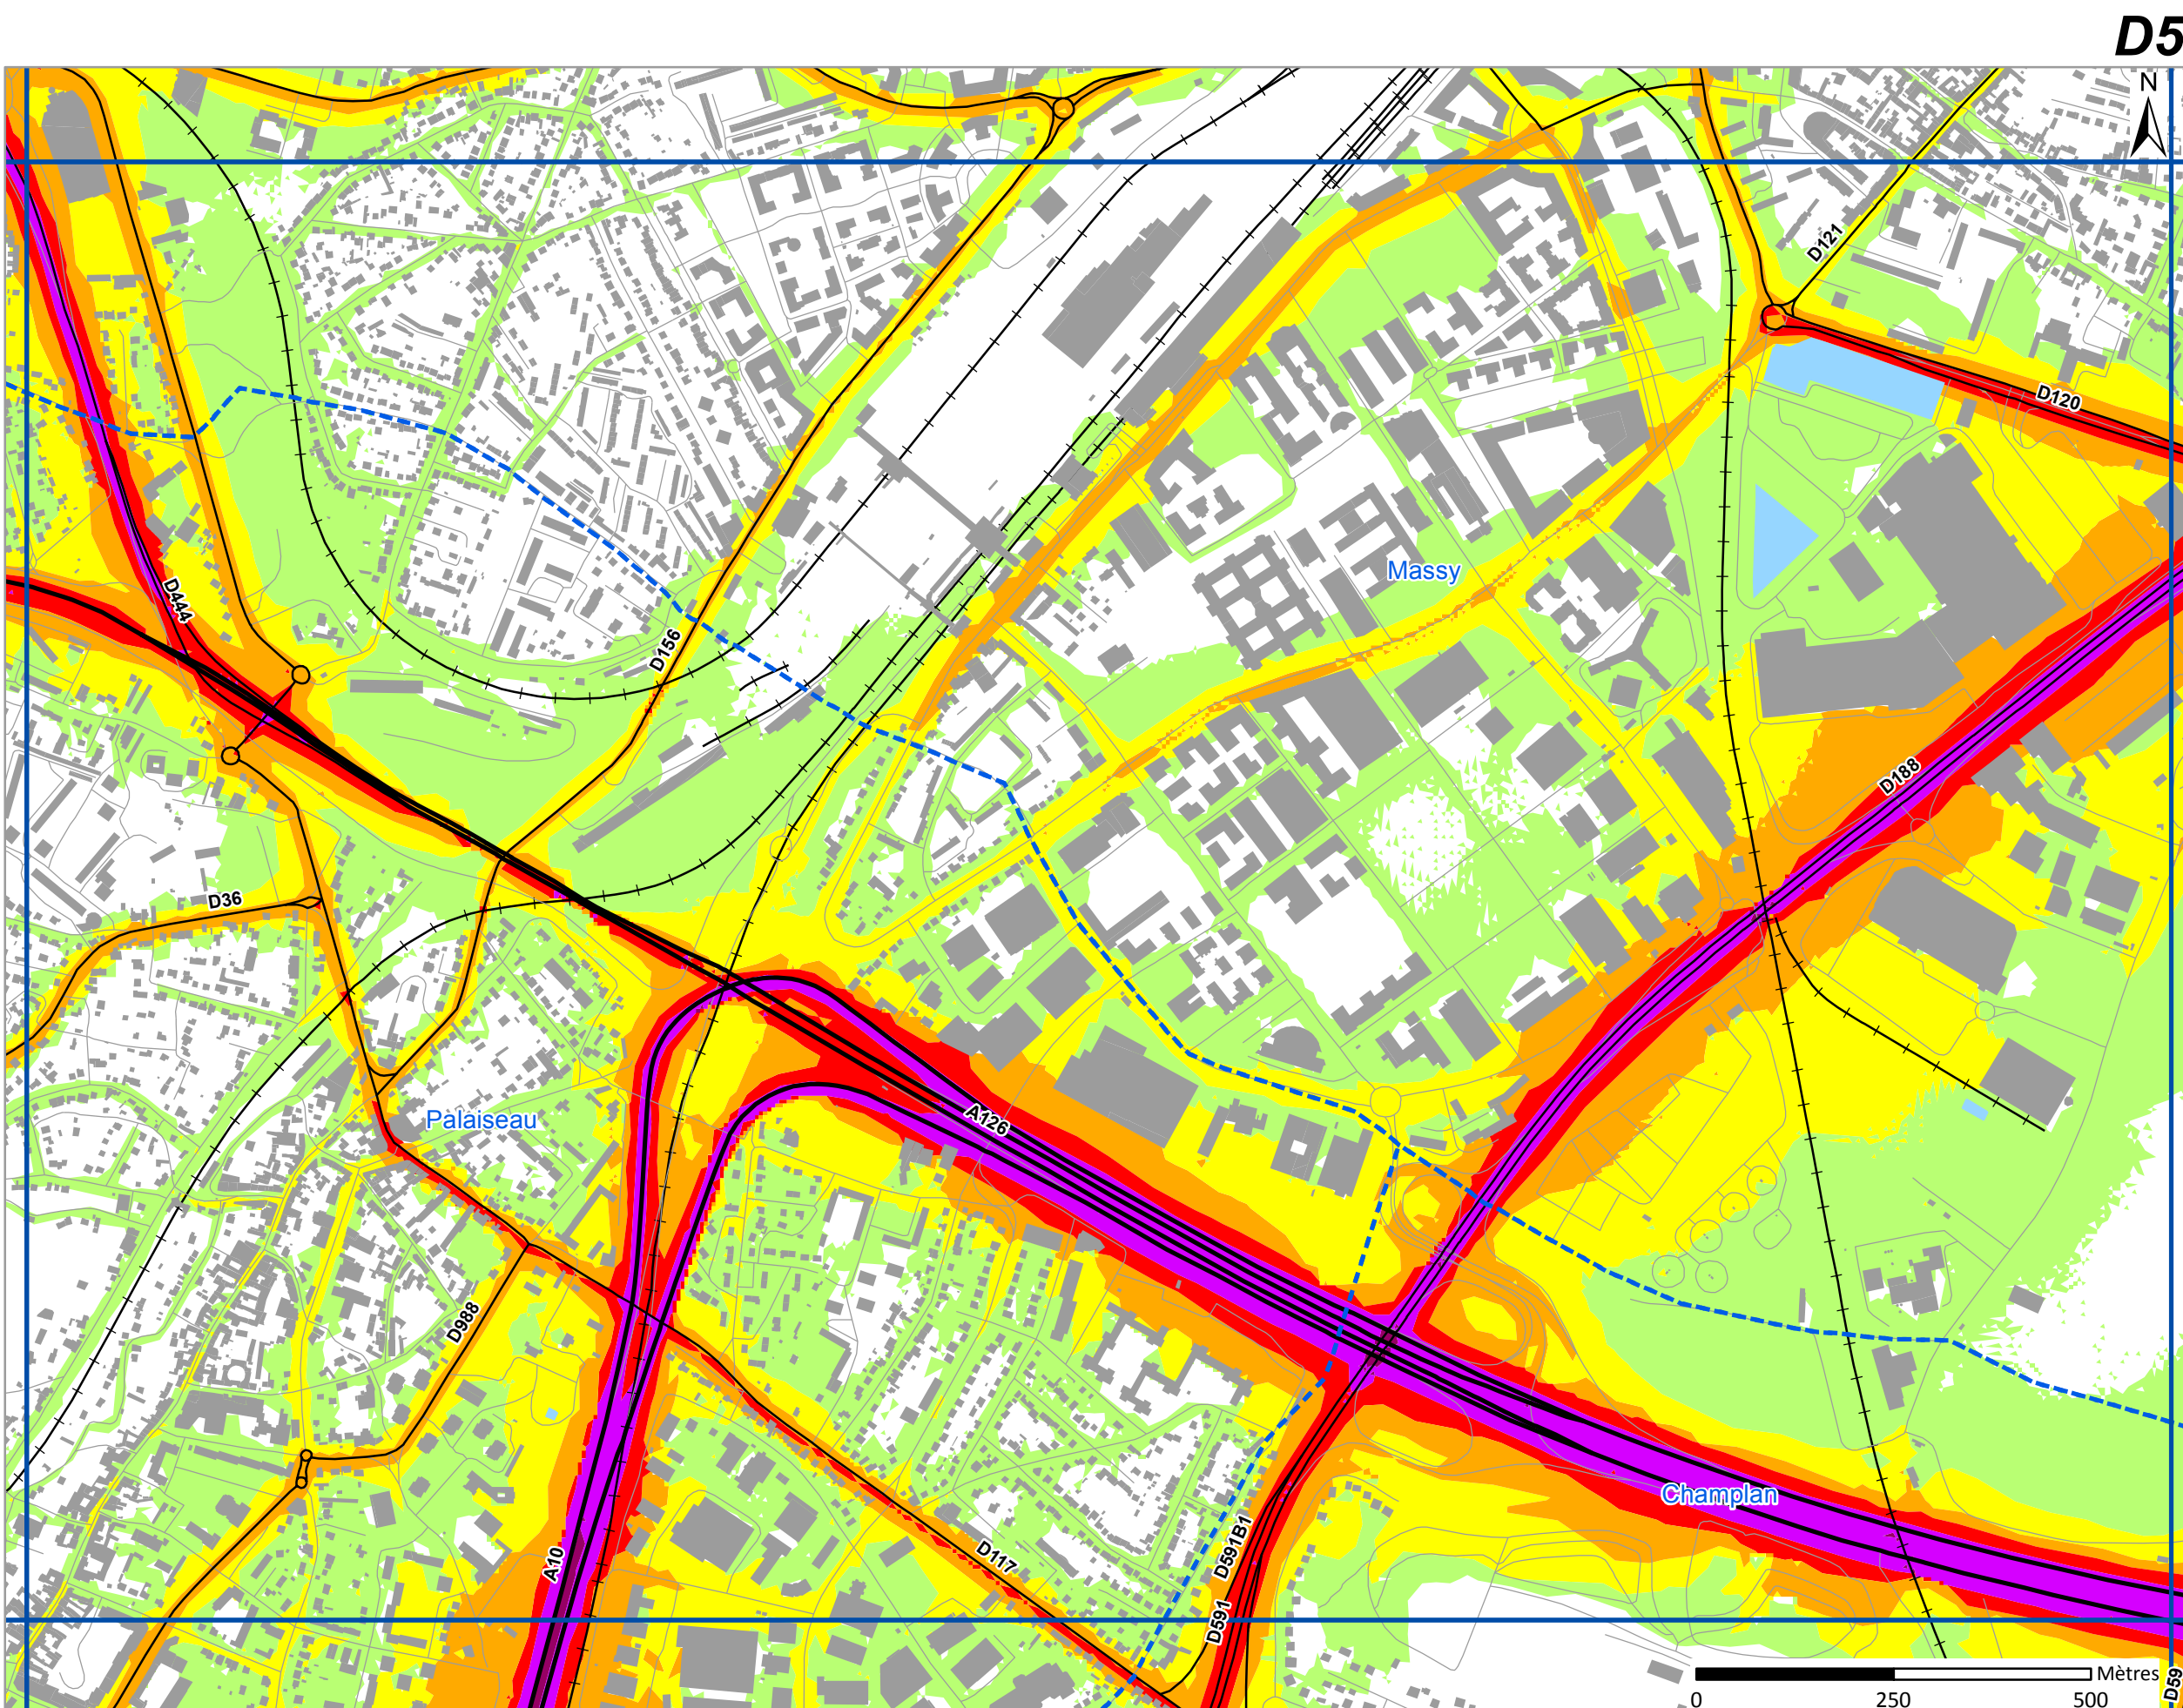 D5
N
D121
D120
D444
Massy
D156
D188
D36
A126
Palaiseau
D988
Champlan
A10
D117
D591B1
D591
Mètres
0 250 500